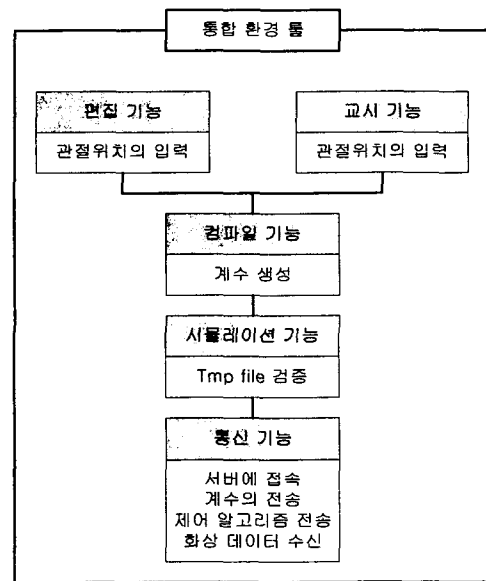 통합 환경 툴
편집 기능
관절위치의 입력
교시 기능
관절위치의 입력
컴파일 기능
계수 생성
시뮬레이션 기능
Tmp file 검증
통신 기능
서버에 접속
계수의 전송
제어 알고리즘 전송
화상 데이터 수신